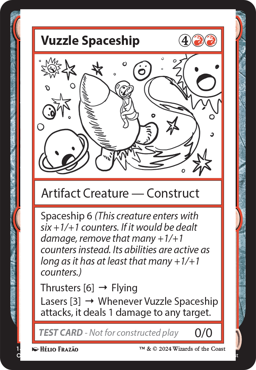 Vuzzle Spaceship 4
Artifact Creature — Construct
Spaceship 6 (This creature enters with
six +1/+1 counters. If it would be dealt
damage, remove that many +1/+1
counters instead. Its abilities are active as
long as it has at least that many +1/+1
counters.)
Thrusters [6] → Flying
Lasers [3] → Whenever Vuzzle Spaceship
attacks, it deals 1 damage to any target.
TEST CARD - Not for constructed play 0/0
Hélio Frazão ™ & © 2024 Wizards of the Coast